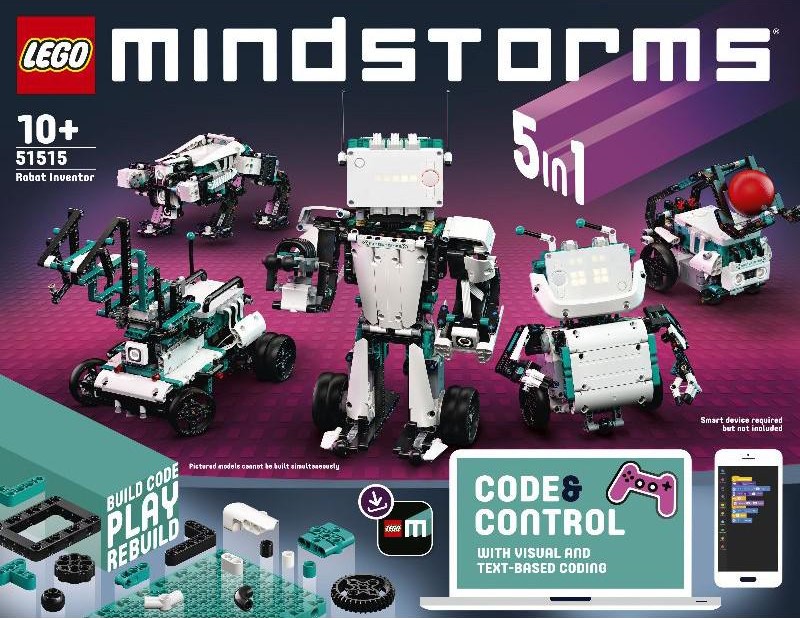 LEGO
mindstorms®
10+
51515
Robot Inventor
5in1
Smart device required
but not included
Pictured models cannot be built simultaneously
BUILD CODE
PLAY
REBUILD
LEGO m
CODE&
CONTROL
WITH VISUAL AND
TEXT-BASED CODING